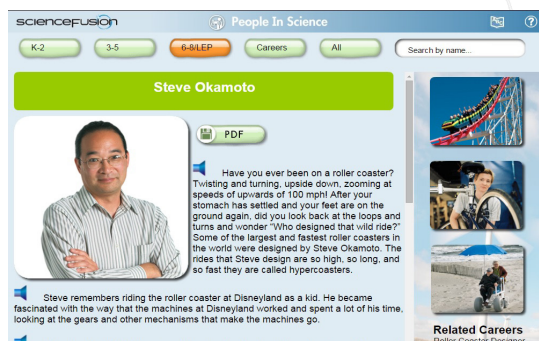 scienceFusion
People In Science
K-2
3-5
6-8/LEP
Careers
All
Search by name...
Steve Okamoto
PDF
Have you ever been on a roller coaster?
Twisting and turning, upside down, zooming at
speeds of upwards of 100 mph! After your
stomach has settled and your feet are on the
ground again, did you look back at the loops and
turns and wonder “Who designed that wild ride?”
Some of the largest and fastest roller coasters in
the world were designed by Steve Okamoto. The
rides that Steve design are so high, so long, and
so fast they are called hypercoasters.
Steve remembers riding the roller coaster at Disneyland as a kid. He became
fascinated with the way that the machines at Disneyland worked and spent a lot of his time,
looking at the gears and other mechanisms that make the machines go.
Related Careers
Roller Coaster Designer